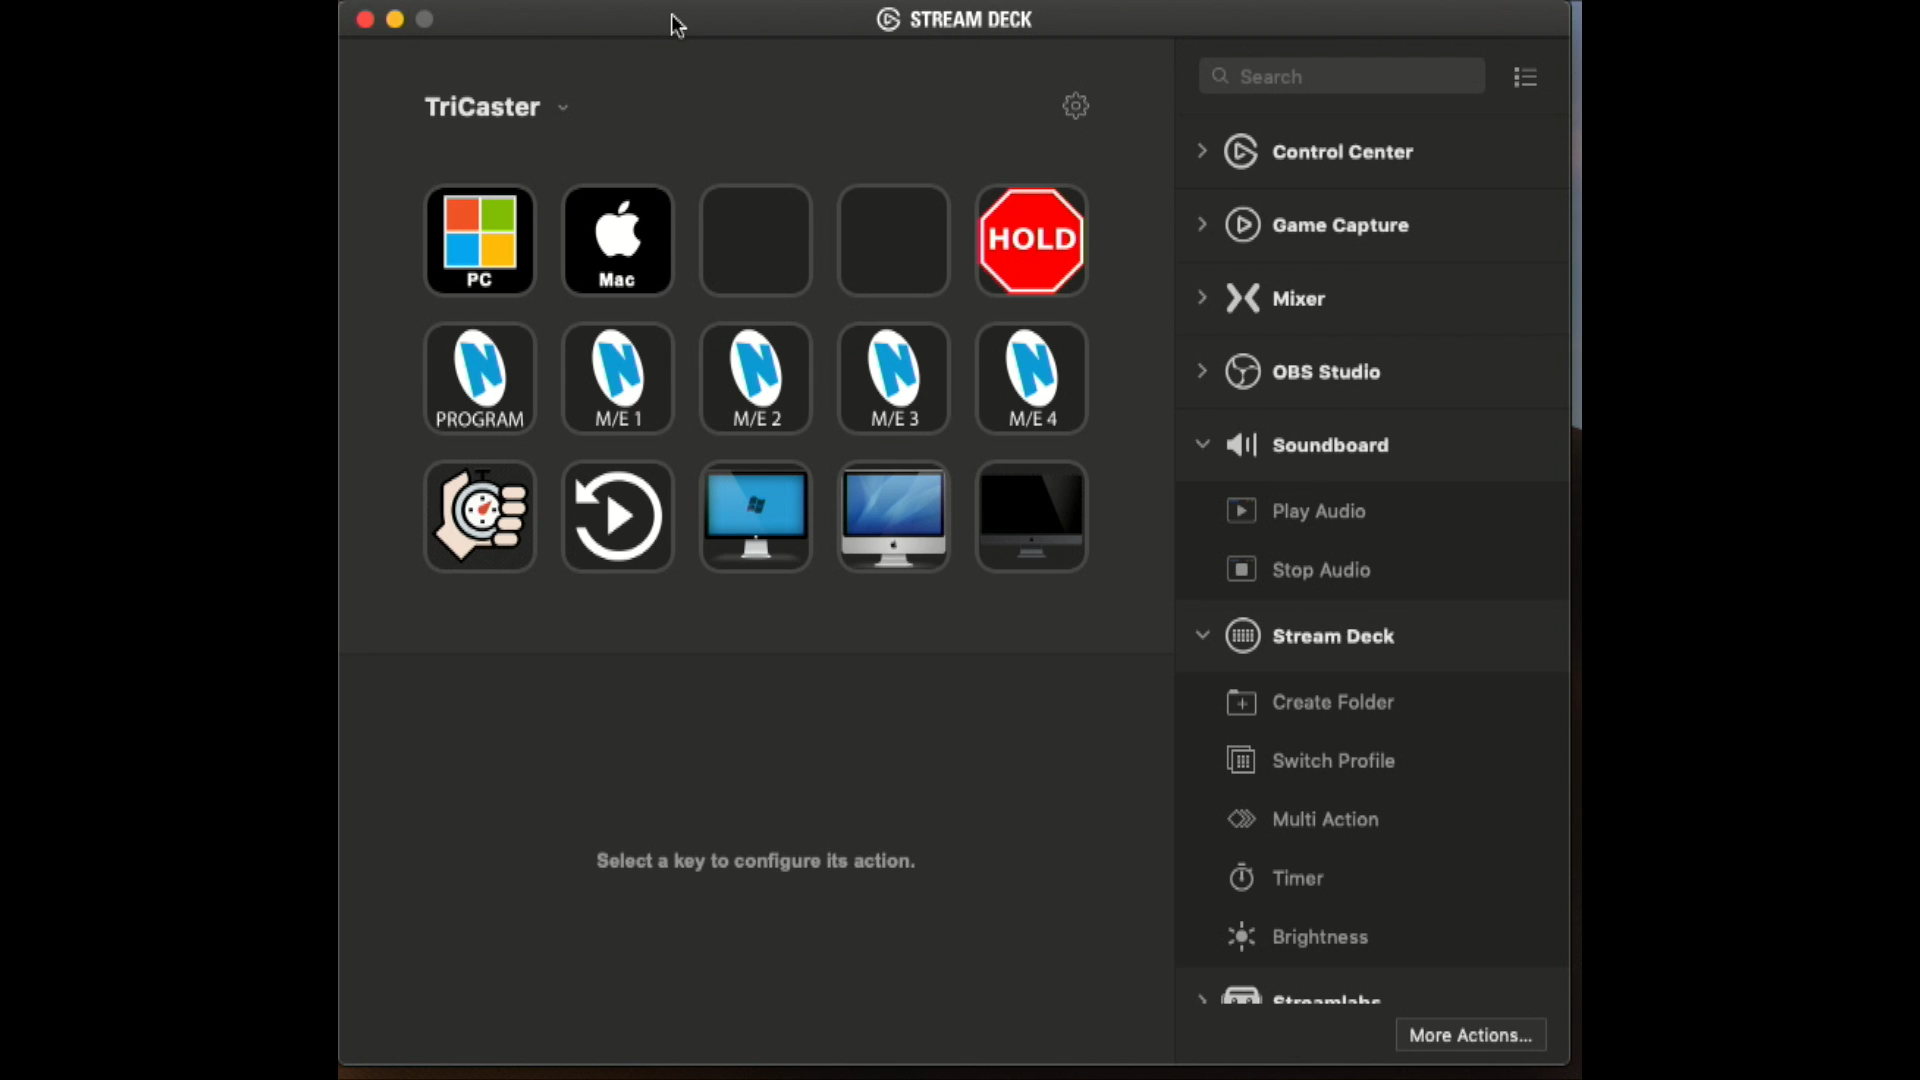 STREAM DECK
TriCaster
Search
PC
Mac
HOLD
PROGRAM
M/E 1
M/E 2
M/E 3
M/E 4
Select a key to configure its action.
Control Center
Game Capture
Mixer
OBS Studio
Soundboard
Play Audio
Stop Audio
Stream Deck
Create Folder
Switch Profile
Multi Action
Timer
Brightness
Streamlabs
More Actions...